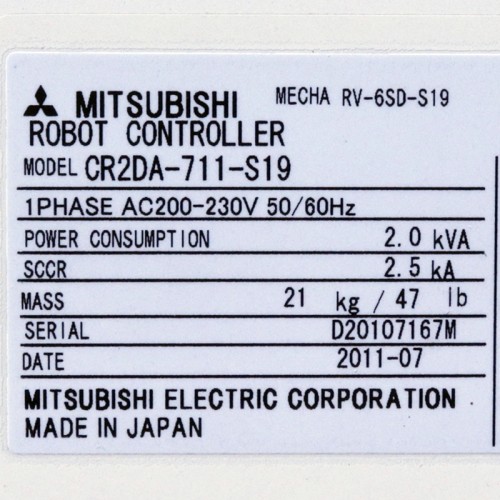 MITSUBISHI MECHA RV-6SD-S19
ROBOT CONTROLLER
MODEL CR2DA-711-S19
1PHASE AC200-230V 50/60Hz
POWER CONSUMPTION 2.0 kVA
SCCR 2.5 kA
MASS 21 kg / 47 lb
SERIAL D20107167M
DATE 2011-07
MITSUBISHI ELECTRIC CORPORATION
MADE IN JAPAN